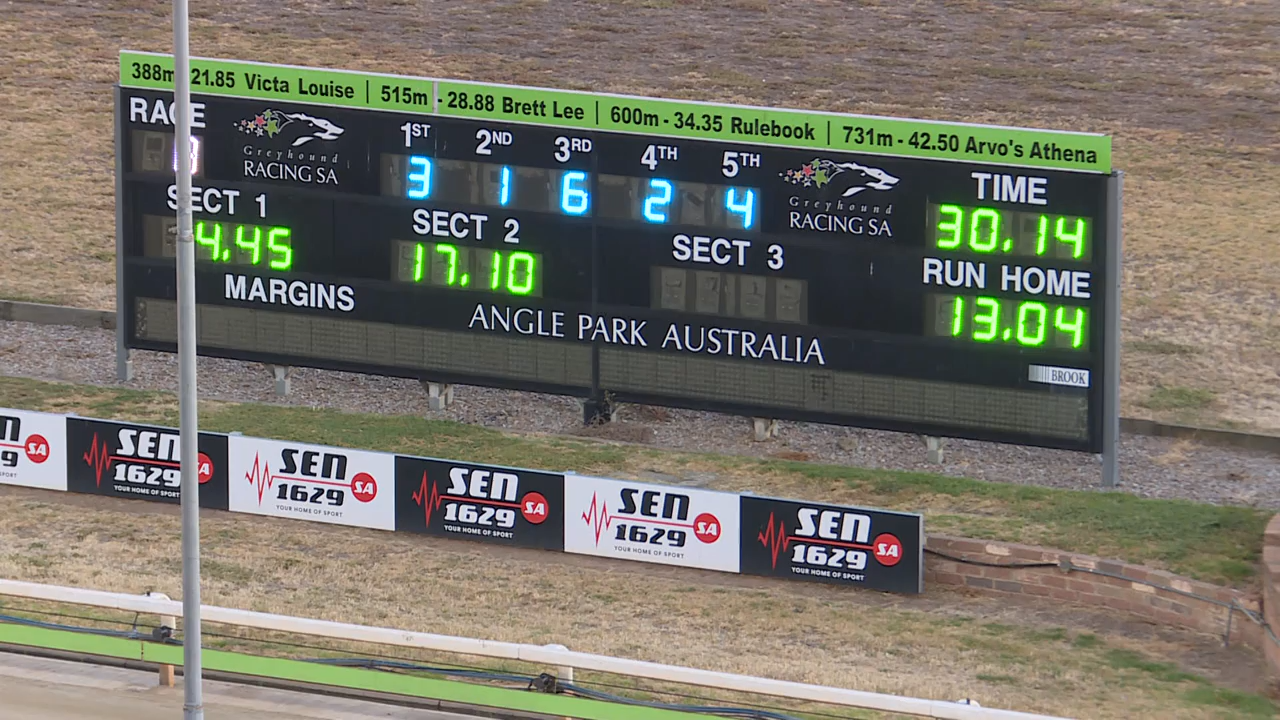 388m 21.85 Victa Louise | 515m - 28.88 Brett Lee | 600m - 34.35 Rulebook | 731m - 42.50 Arvo's Athena
RACE
Greyhound
RACING SA
1ST 2ND 3RD 4TH 5TH
3 1 6 2 4
Greyhound
RACING SA
TIME
30.14
SECT 1
4.45
SECT 2
17.10
SECT 3
RUN HOME
13.04
MARGINS
ANGLE PARK AUSTRALIA
BROOK
N
9
SA
SPORT
SEN
1629
SA
YOUR HOME OF SPORT
SEN
1629
SA
YOUR HOME OF SPORT
SEN
1629
SA
YOUR HOME OF SPORT
SEN
1629
SA
YOUR HOME OF SPORT
SEN
1629
SA
YOUR HOME OF SPORT